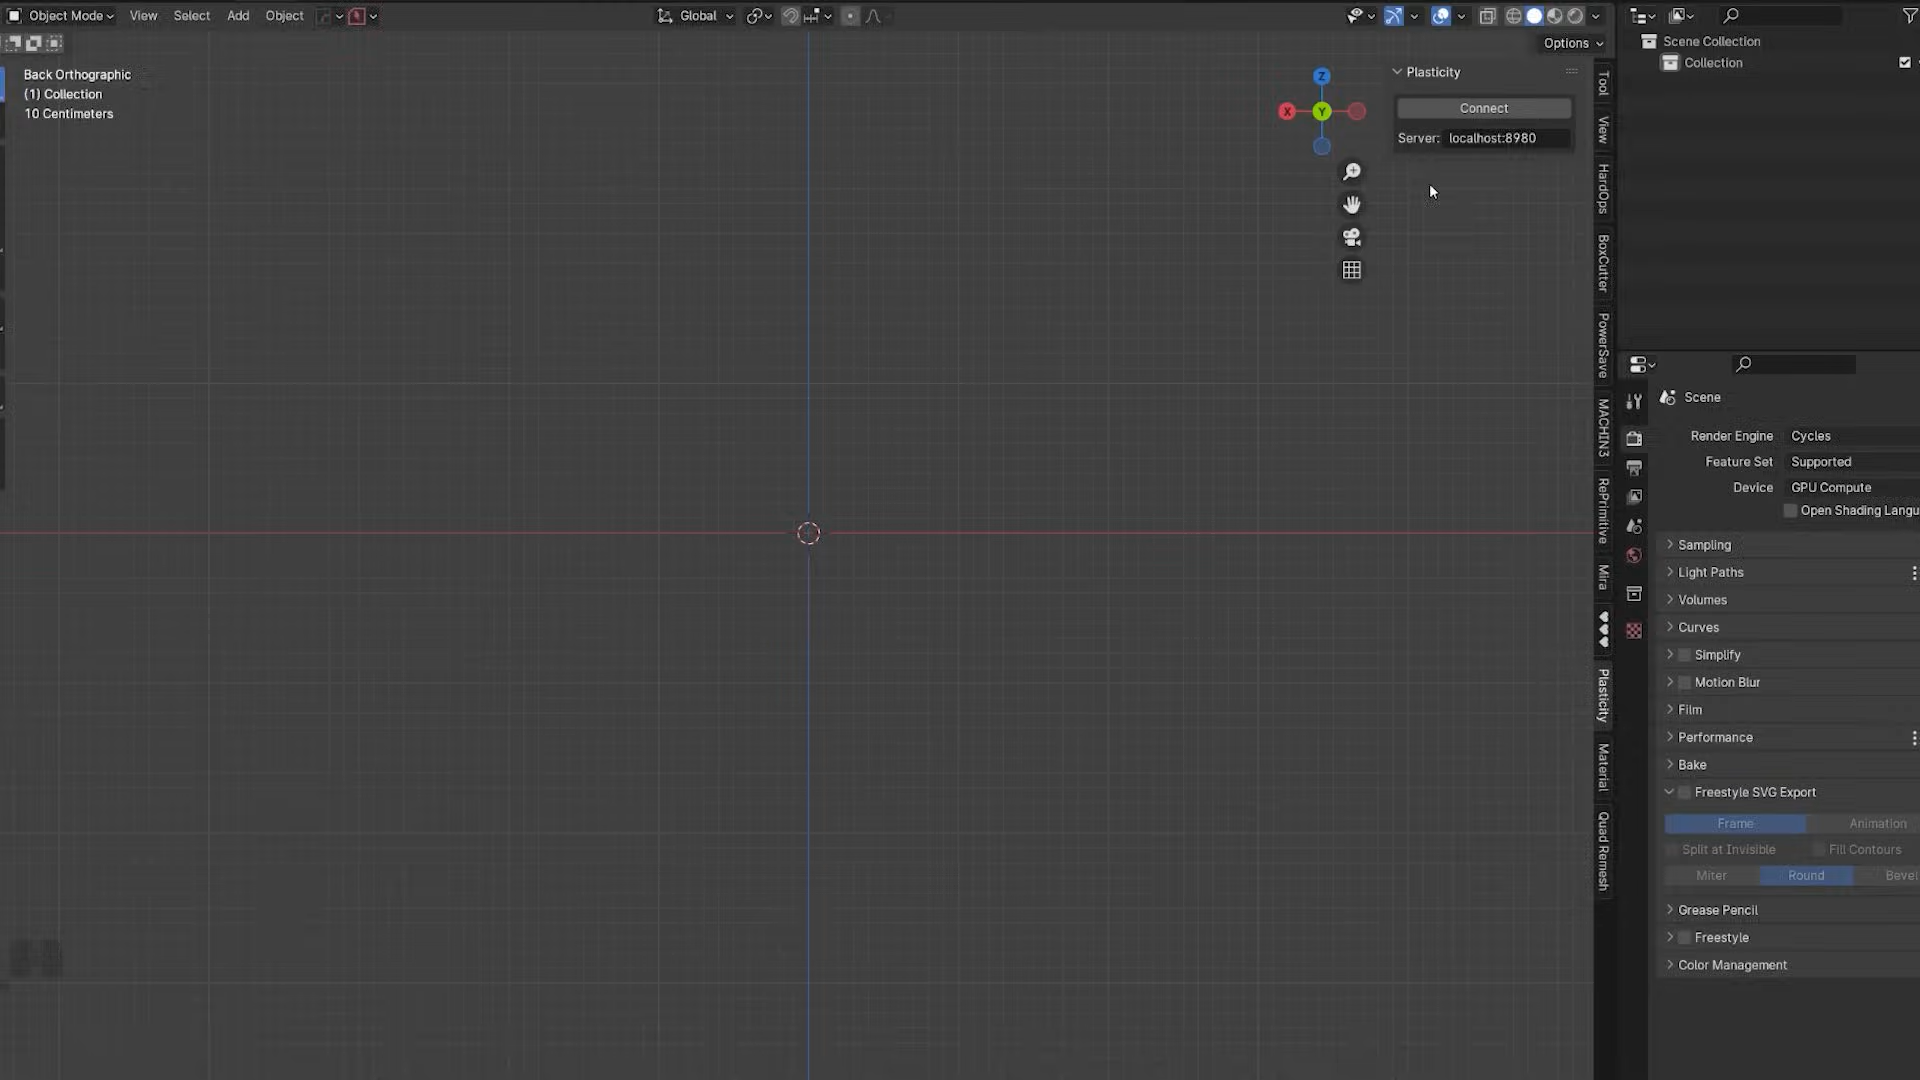 Object Mode View Select Add Object Global
Options
Back Orthographic
(1) Collection
10 Centimeters
Z
X Y
Plasticity
Connect
Server: localhost:8980
Tool
View
HardOps
BoxCutter
PowerSave
MACHIN3
RePrimitive
Mira
Plasticity
Material
Quad Remesh
Scene Collection
Collection
Scene
Render Engine Cycles
Feature Set Supported
Device GPU Compute
Open Shading Langu
Sampling
Light Paths
Volumes
Curves
Simplify
Motion Blur
Film
Performance
Bake
Freestyle SVG Export
Frame Animation
Split at Invisible Fill Contours
Miter Round Bevel
Grease Pencil
Freestyle
Color Management